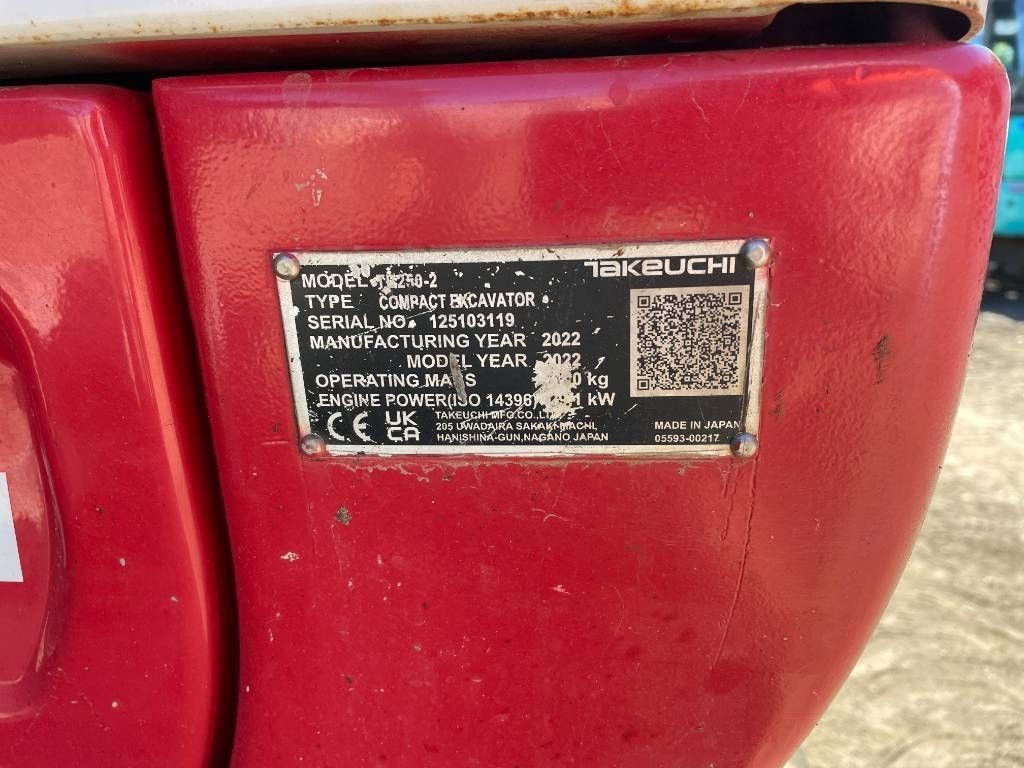 TAKEUCHI
MODEL
TYPE COMPACT EXCAVATOR
SERIAL NO. 125103119
MANUFACTURING YEAR 2022
MODEL YEAR 2022
OPERATING MASS kg
ENGINE POWER(ISO 14396) kW
CE UK CA
TAKEUCHI MFG.CO.,LTD.
205 UWADAIRA SAKAKI-MACHI,
HANISHINA-GUN,NAGANO JAPAN
MADE IN JAPAN
05593-00217